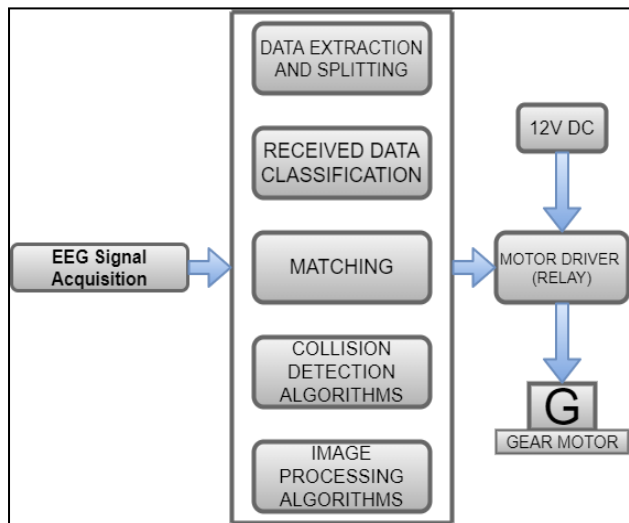 EEG Signal
Acquisition
DATA EXTRACTION
AND SPLITTING
RECEIVED DATA
CLASSIFICATION
MATCHING
COLLISION
DETECTION
ALGORITHMS
IMAGE
PROCESSING
ALGORITHMS
12V DC
MOTOR DRIVER
(RELAY)
G
GEAR MOTOR